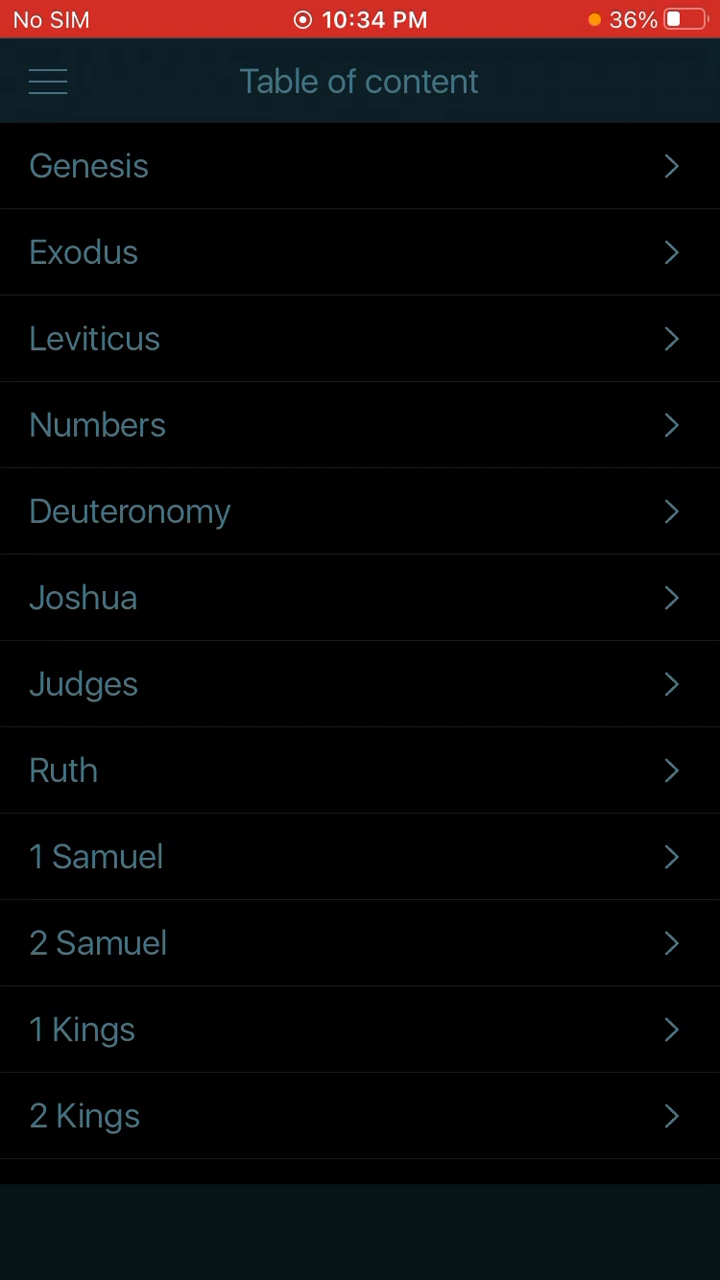 No SIM 10:34 PM 36%
Table of content
Genesis
Exodus
Leviticus
Numbers
Deuteronomy
Joshua
Judges
Ruth
1 Samuel
2 Samuel
1 Kings
2 Kings